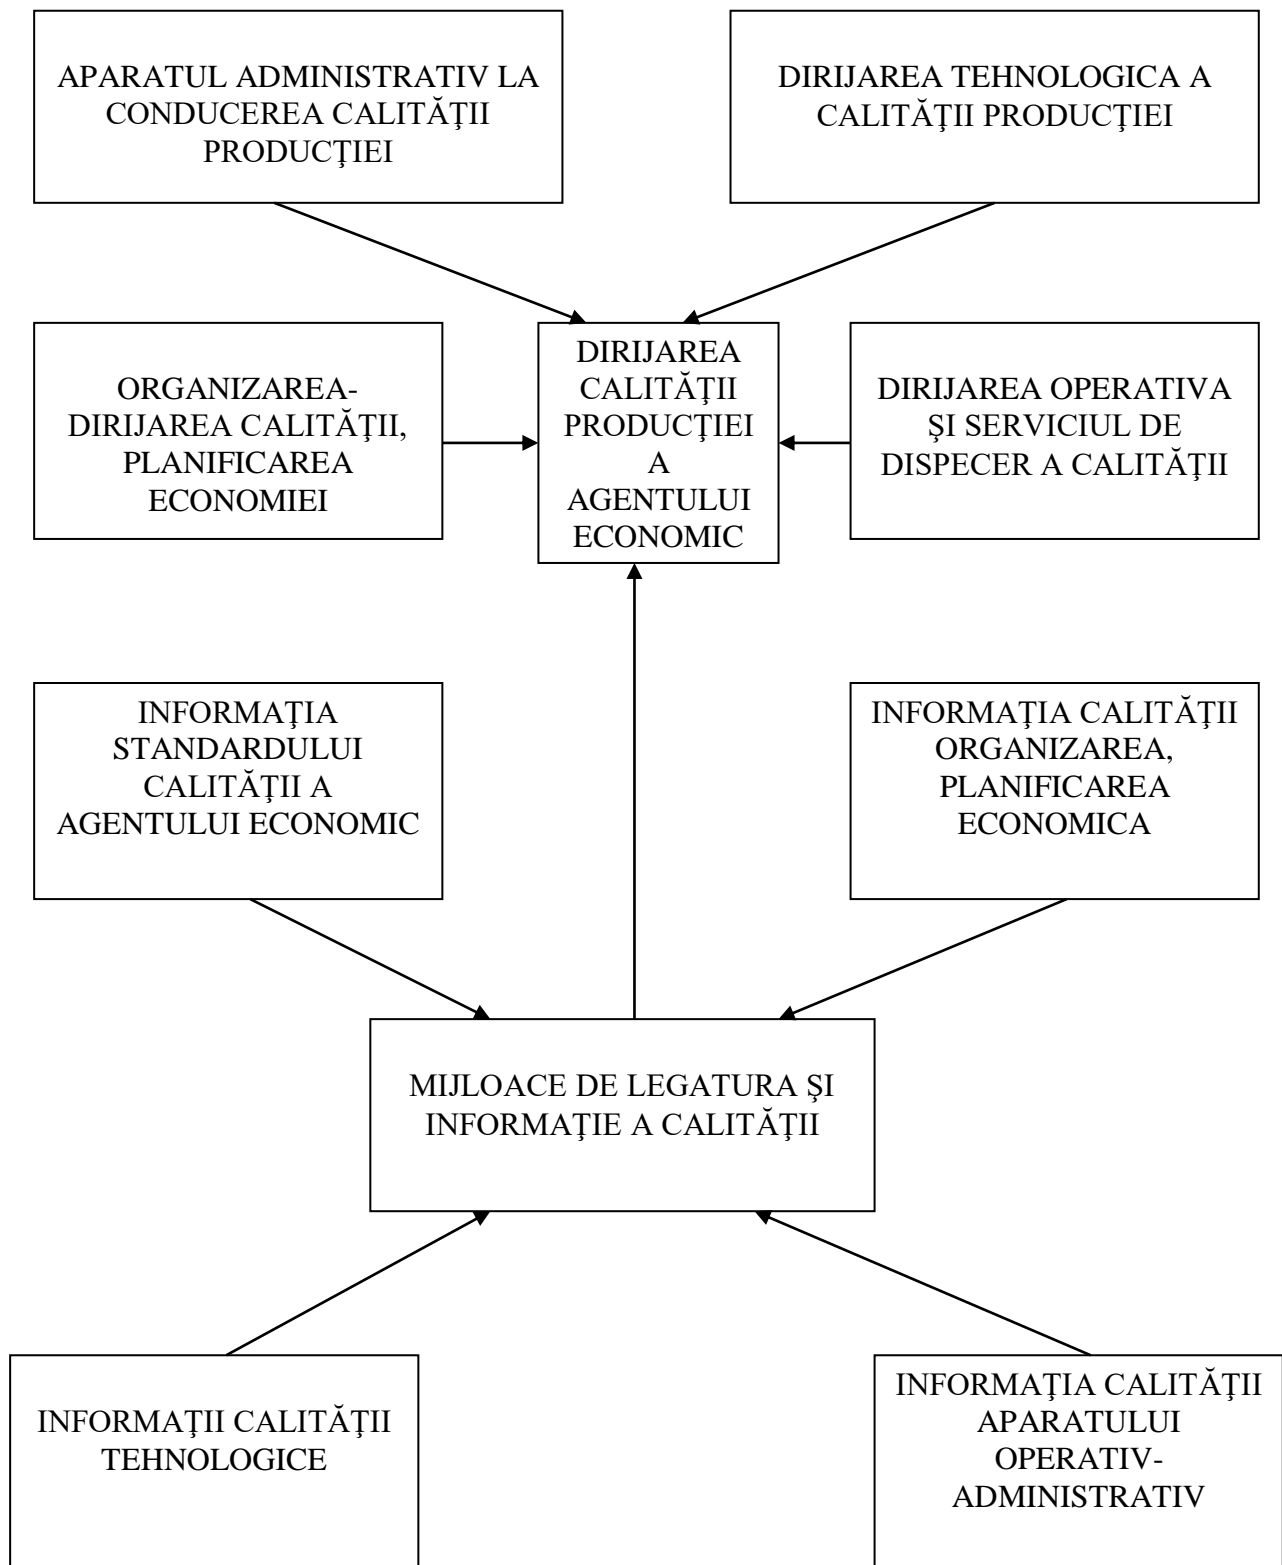 APARATUL ADMINISTRATIV LA
CONDUCEREA CALITĂŢII
PRODUCŢIEI
DIRIJAREA TEHNOLOGICA A
CALITĂŢII PRODUCŢIEI
ORGANIZAREA-
DIRIJAREA CALITĂŢII,
PLANIFICAREA
ECONOMIEI
DIRIJAREA
CALITĂŢII
PRODUCŢIEI
A
AGENTULUI
ECONOMIC
DIRIJAREA OPERATIVA
ŞI SERVICIUL DE
DISPECER A CALITĂŢII
INFORMAŢIA
STANDARDULUI
CALITĂŢII A
AGENTULUI ECONOMIC
INFORMAŢIA CALITĂŢII
ORGANIZAREA,
PLANIFICAREA
ECONOMICA
MIJLOACE DE LEGATURA ŞI
INFORMAŢIE A CALITĂŢII
INFORMAŢII CALITĂŢII
TEHNOLOGICE
INFORMAŢIA CALITĂŢII
APARATULUI
OPERATIV-
ADMINISTRATIV